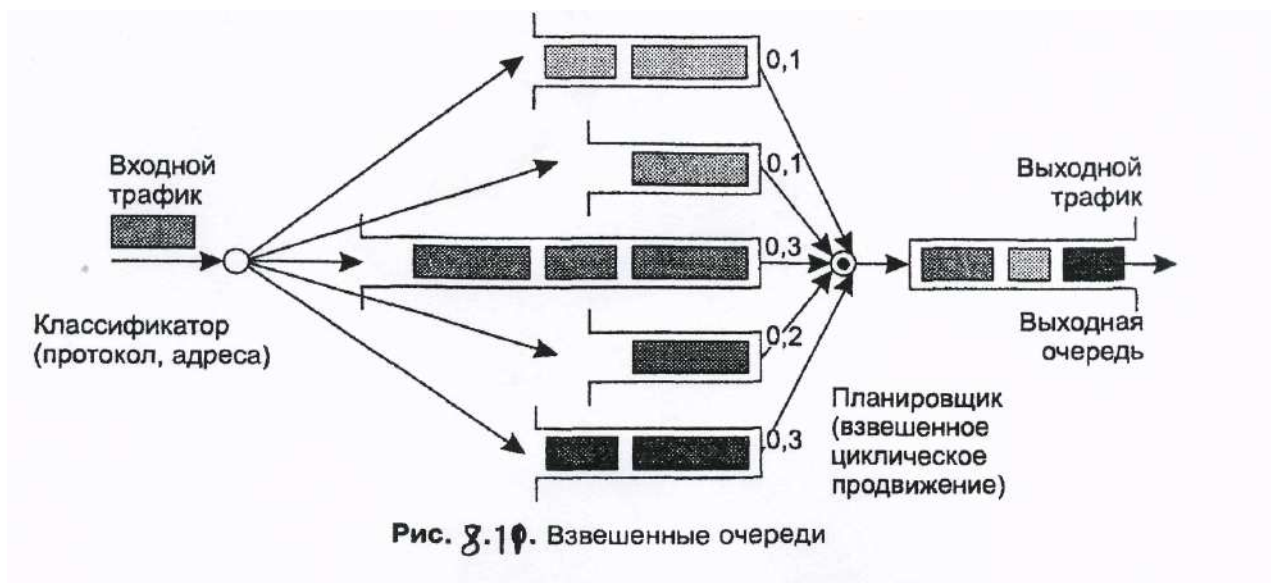 0,1
0,1
Входной
трафик
Выходной
трафик
0,3
Классификатор
(протокол, адреса)
0,2
Выходная
очередь
0,3
Планировщик
(взвешенное
циклическое
продвижение)
Рис. 8.11. Взвешенные очереди